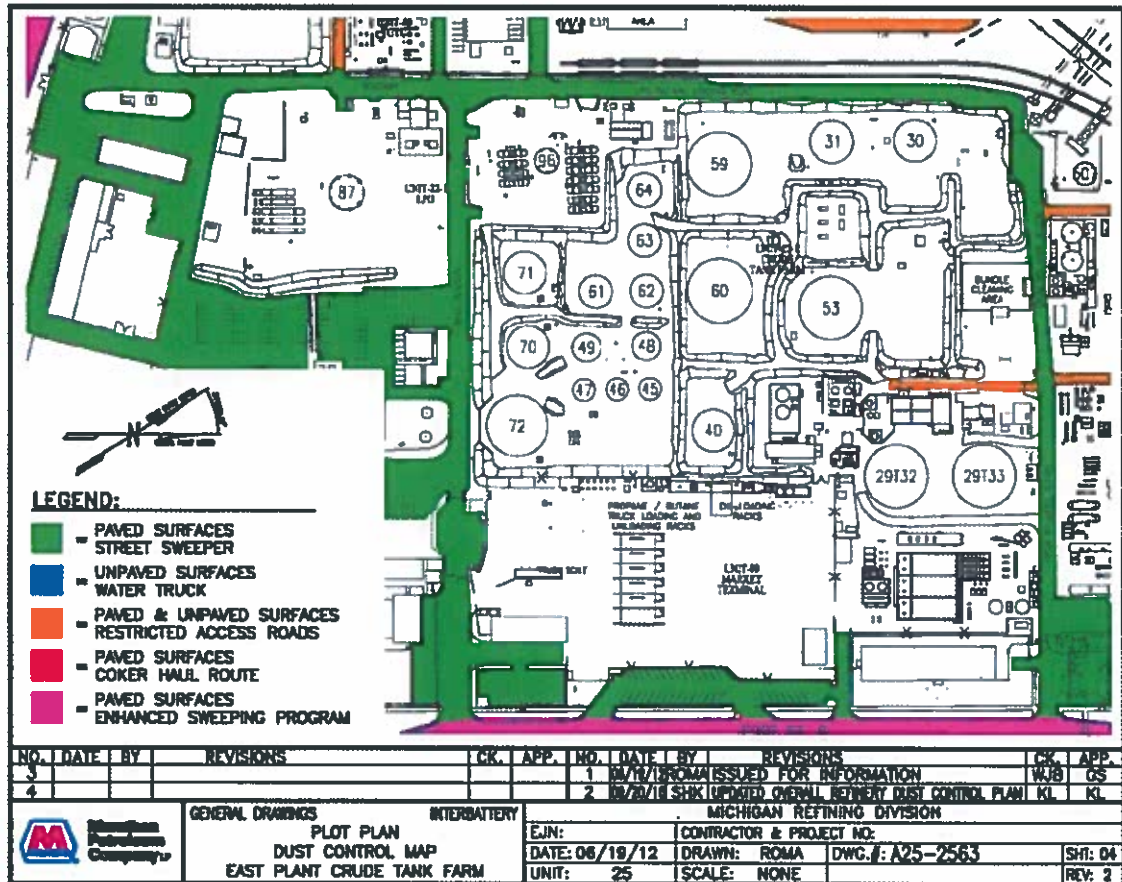 AREA
59
31
30
96
64
87
63
71
61
62
60
53
BUNDLE
CLEANING
AREA
70
49
48
47
46
45
72
40
29T32
29T33
N
PROPANE / BUTANE
TRUCK LOADING AND
UNLOADING RACKS
RACKS
MARKET
TERMINAL
LEGEND:
= PAVED SURFACES
STREET SWEEPER
= UNPAVED SURFACES
WATER TRUCK
= PAVED & UNPAVED SURFACES
RESTRICTED ACCESS ROADS
= PAVED SURFACES
COKER HAUL ROUTE
= PAVED SURFACES
ENHANCED SWEEPING PROGRAM
NO. DATE BY REVISIONS CK. APP. NO. DATE BY REVISIONS CK. APP.
3 1 ROMA ISSUED FOR INFORMATION WJB GS
4 2 SHK UPDATED OVERALL REFINERY DUST CONTROL PLAN KL KL
Marathon
Petroleum
Company LP
GENERAL DRAWINGS INTERBATTERY
PLOT PLAN
DUST CONTROL MAP
EAST PLANT CRUDE TANK FARM
MICHIGAN REFINING DIVISION
EJN: CONTRACTOR & PROJECT NO:
DATE: 06/19/12 DRAWN: ROMA DWG.#: A25-2563 SHT: 04
UNIT: 25 SCALE: NONE REV: 2